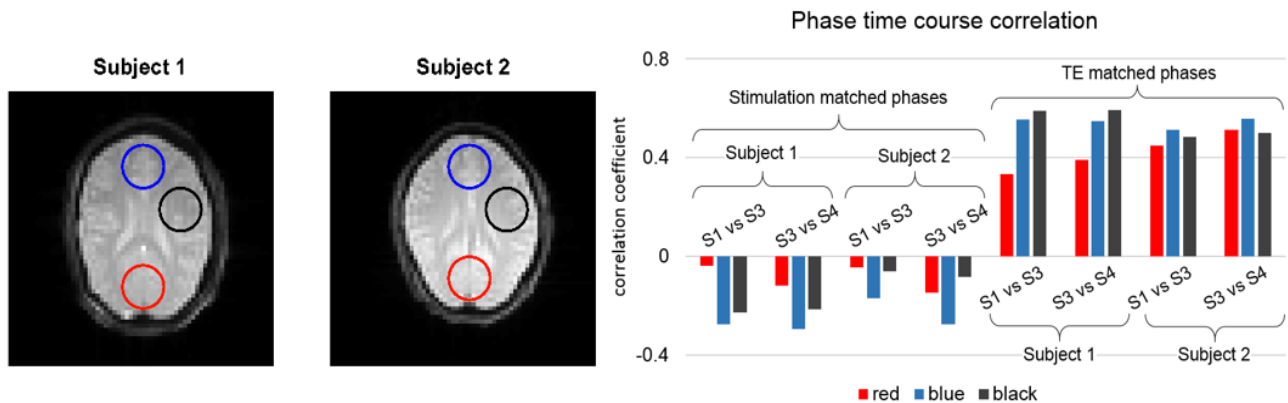 Subject 1
Subject 2
Phase time course correlation
correlation coefficient
0.8
0.4
0
-0.4
Stimulation matched phases
TE matched phases
Subject 1
Subject 2
S1 vs S3
S3 vs S4
S1 vs S3
S3 vs S4
S1 vs S3
S3 vs S4
S1 vs S3
S3 vs S4
Subject 1
Subject 2
red
blue
black